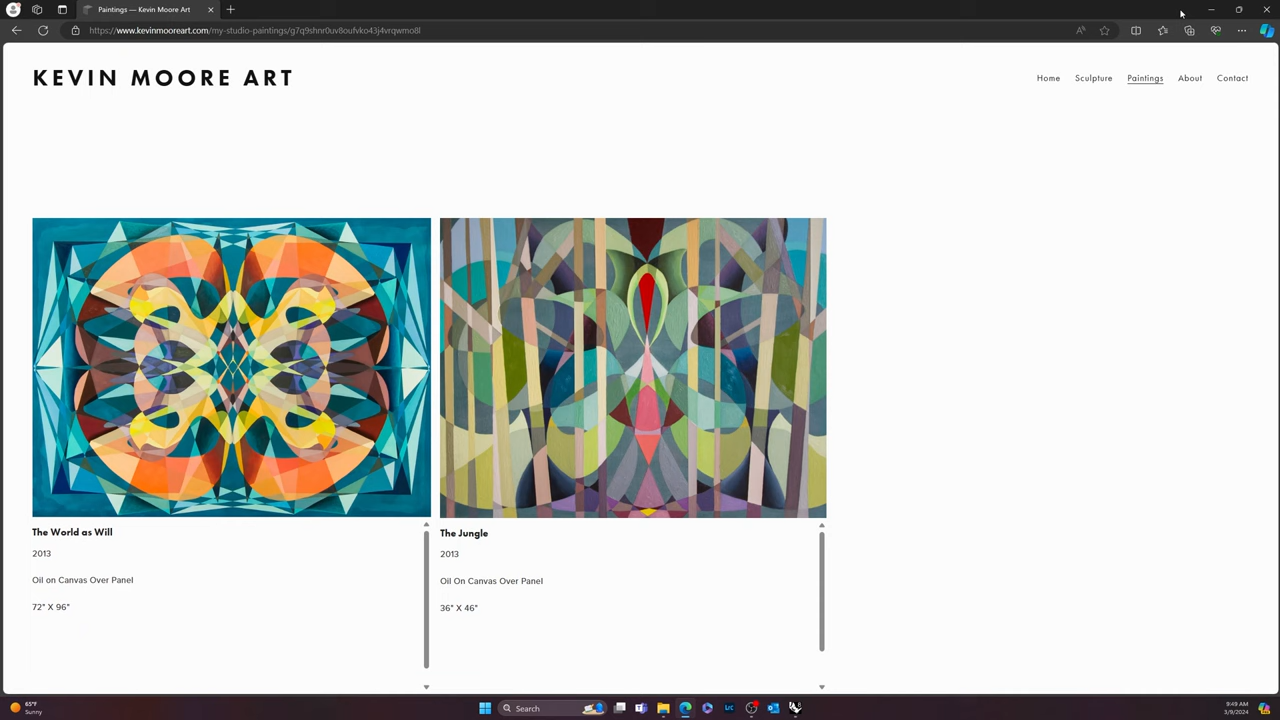 Paintings — Kevin Moore Art
https://www.kevinmooreart.com/my-studio-paintings/g7q9shnr0uv8oufvko43j4vrqwmo8l
KEVIN MOORE ART
Home Sculpture Paintings About Contact
The World as Will
2013
Oil on Canvas Over Panel
72" X 96"
The Jungle
2013
Oil On Canvas Over Panel
36" X 46"
65°F
Sunny
Search
9:49 AM
3/9/2024